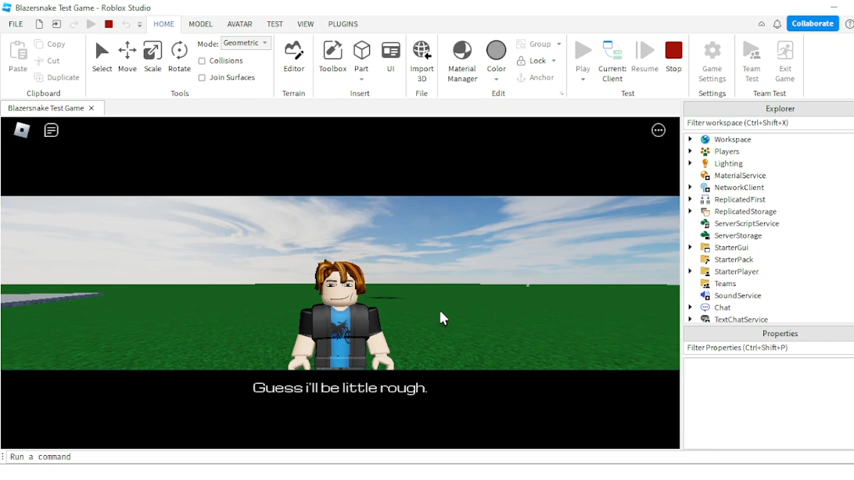 Blazersnake Test Game - Roblox Studio
FILE HOME MODEL AVATAR TEST VIEW PLUGINS Collaborate
Paste Copy Cut Duplicate Select Move Scale Rotate Mode: Geometric Collisions Join Surfaces Editor Toolbox Part UI Import 3D Material Manager Color Group Lock Anchor Play Current: Client Resume Stop Game Settings Team Test Exit Game
Clipboard Tools Terrain Insert File Edit Test Settings Team Test
Blazersnake Test Game
Explorer
Filter workspace (Ctrl+Shift+X)
Workspace
Players
Lighting
MaterialService
NetworkClient
ReplicatedFirst
ReplicatedStorage
ServerScriptService
ServerStorage
StarterGui
StarterPack
StarterPlayer
Teams
SoundService
Chat
TextChatService
Properties
Filter Properties (Ctrl+Shift+P)
Guess i'll be little rough.
Run a command